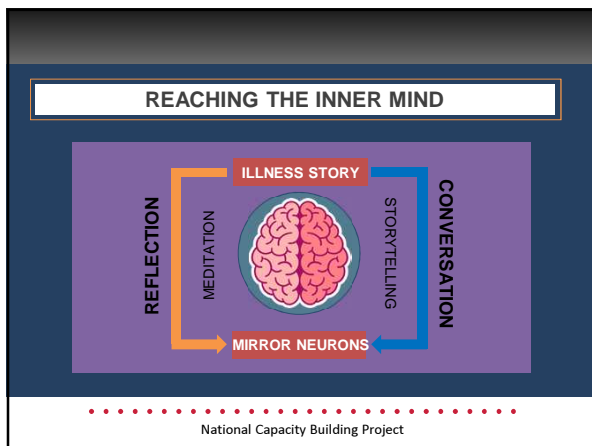 REACHING THE INNER MIND
ILLNESS STORY
REFLECTION
MEDITATION
STORYTELLING
CONVERSATION
MIRROR NEURONS
National Capacity Building Project